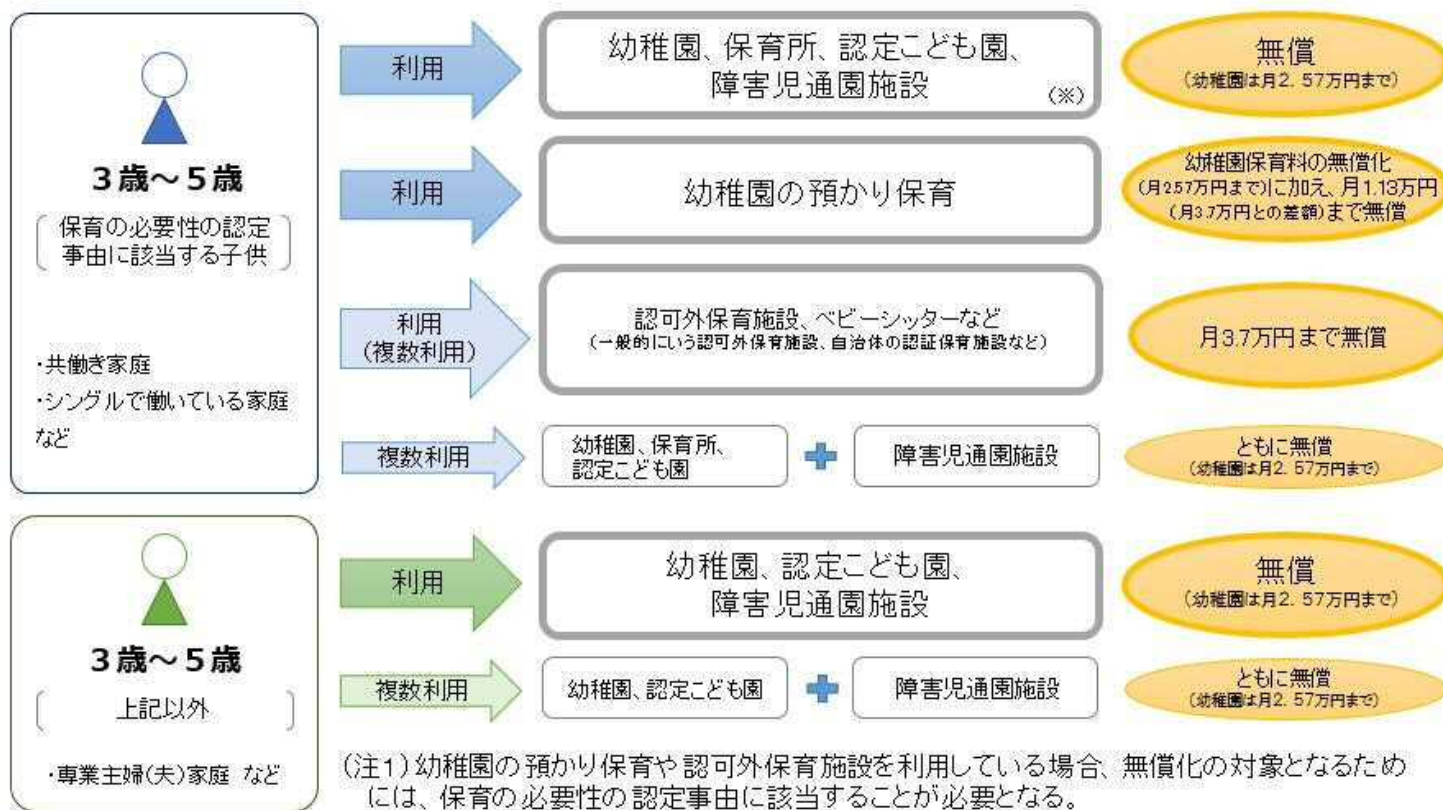 3歳～5歳
保育の必要性の認定
事由に該当する子供
・共働き家庭
・シングルで働いている家庭
など
利用
幼稚園、保育所、認定こども園、
障害児通園施設
(※)
無償
(幼稚園は月2．57万円まで)
利用
幼稚園の預かり保育
幼稚園保育料の無償化
(月2.57万円まで)に加え、月1.13万円
(月3.7万円との差額)まで無償
利用
(複数利用)
認可外保育施設、ベビーシッターなど
(一般的にいう認可外保育施設、自治体の認証保育施設など)
月3.7万円まで無償
複数利用
幼稚園、保育所、
認定こども園
障害児通園施設
ともに無償
(幼稚園は月2．57万円まで)
3歳～5歳
上記以外
・専業主婦(夫)家庭 など
利用
幼稚園、認定こども園、
障害児通園施設
無償
(幼稚園は月2．57万円まで)
複数利用
幼稚園、認定こども園
障害児通園施設
ともに無償
(幼稚園は月2．57万円まで)
(注1)幼稚園の預かり保育や認可外保育施設を利用している場合、無償化の対象となるため
には、保育の必要性の認定事由に該当することが必要となる。